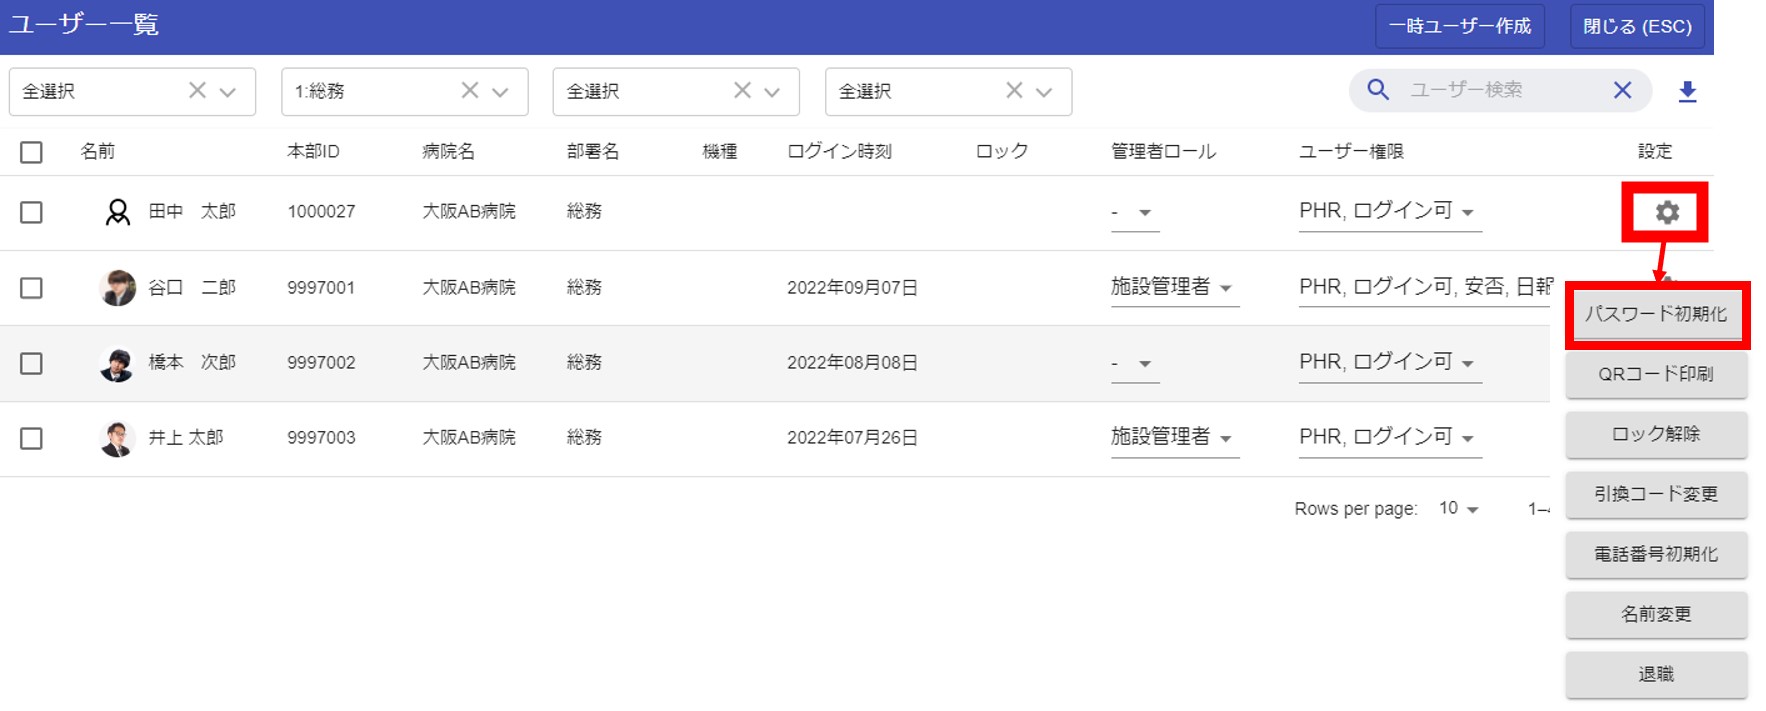 ユーザー一覧 一時ユーザー作成 閉じる (ESC)
全選択 1:総務 全選択 全選択 ユーザー検索
名前 本部ID 病院名 部署名 機種 ログイン時刻 ロック 管理者ロール ユーザー権限 設定
田中　太郎 1000027 大阪AB病院 総務 - PHR, ログイン可
谷口　二郎 9997001 大阪AB病院 総務 2022年09月07日 施設管理者 PHR, ログイン可, 安否, 日報
パスワード初期化
橋本　次郎 9997002 大阪AB病院 総務 2022年08月08日 - PHR, ログイン可
QRコード印刷
井上 太郎 9997003 大阪AB病院 総務 2022年07月26日 施設管理者 PHR, ログイン可
ロック解除
引換コード変更
Rows per page: 10 1–4
電話番号初期化
名前変更
退職